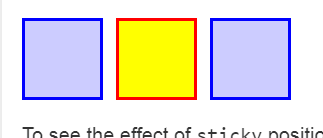 To see the effect of sticky